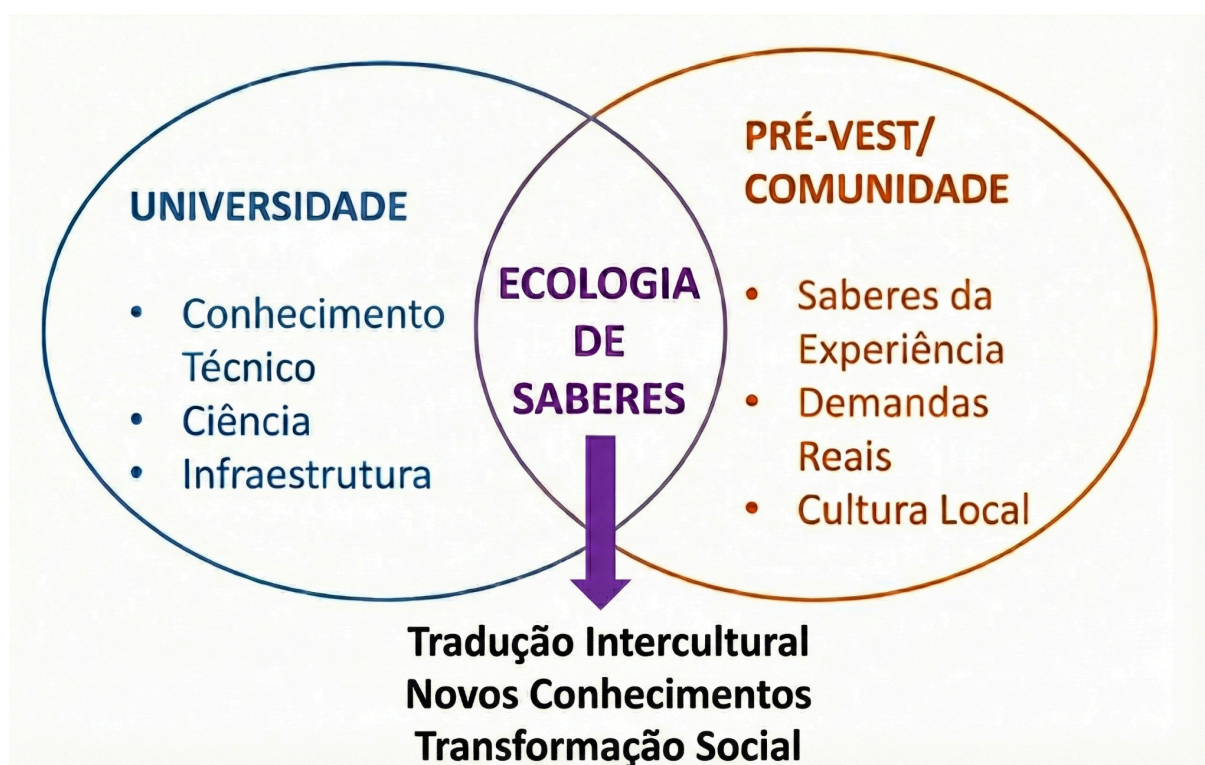 UNIVERSIDADE
• Conhecimento
Técnico
• Ciência
• Infraestrutura
ECOLOGIA
DE
SABERES
PRÉ-VEST/
COMUNIDADE
• Saberes da
Experiência
• Demandas
Reais
• Cultura Local
Tradução Intercultural
Novos Conhecimentos
Transformação Social